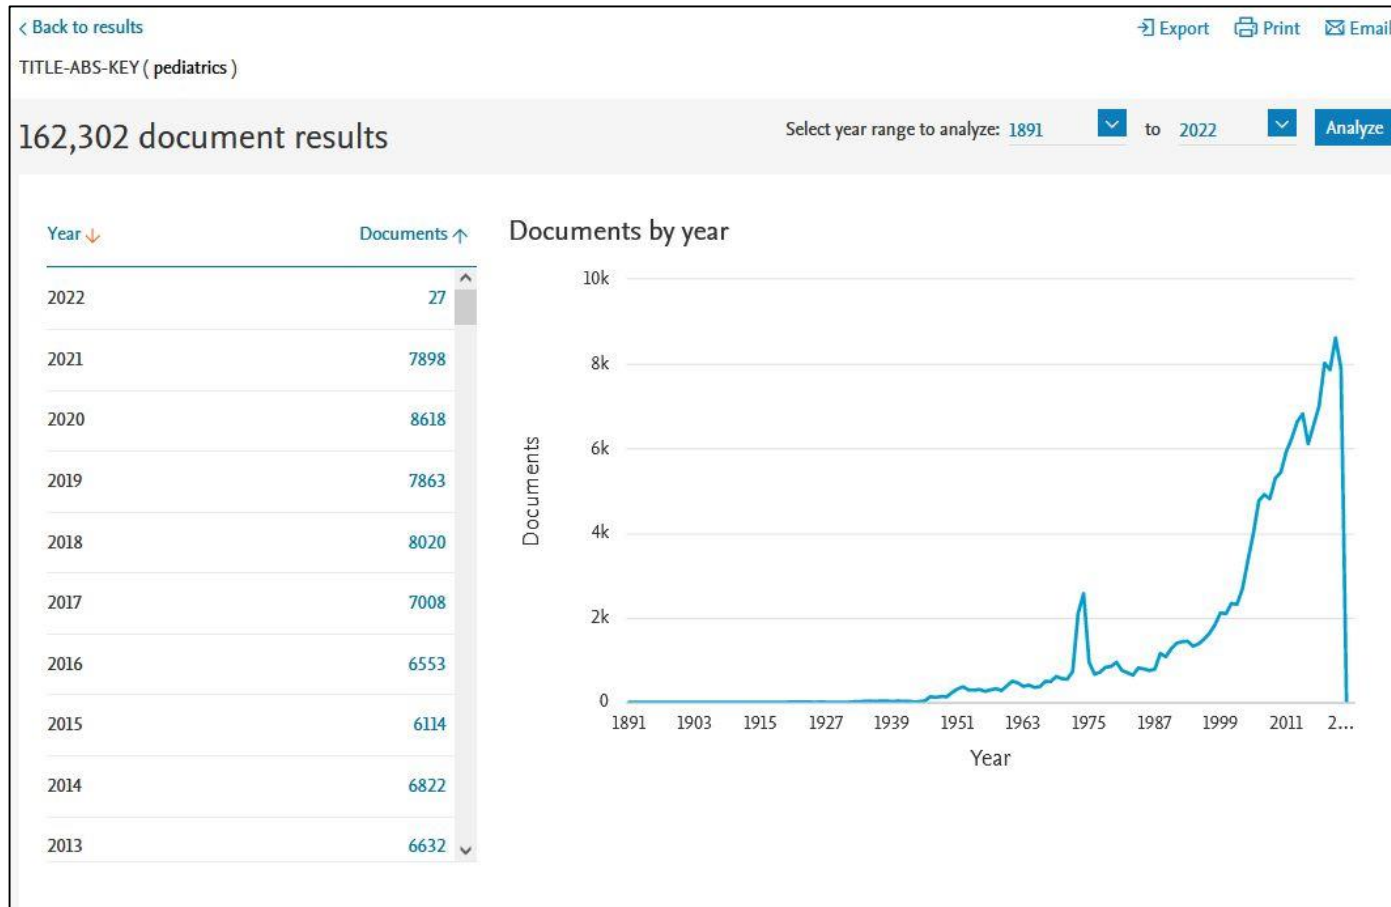 < Back to results
Export Print Email
TITLE-ABS-KEY ( pediatrics )
162,302 document results
Select year range to analyze: 1891 to 2022 Analyze
Year Documents
2022 27
2021 7898
2020 8618
2019 7863
2018 8020
2017 7008
2016 6553
2015 6114
2014 6822
2013 6632
Documents by year
10k
8k
6k
4k
2k
0
Documents
1891 1903 1915 1927 1939 1951 1963 1975 1987 1999 2011 2...
Year